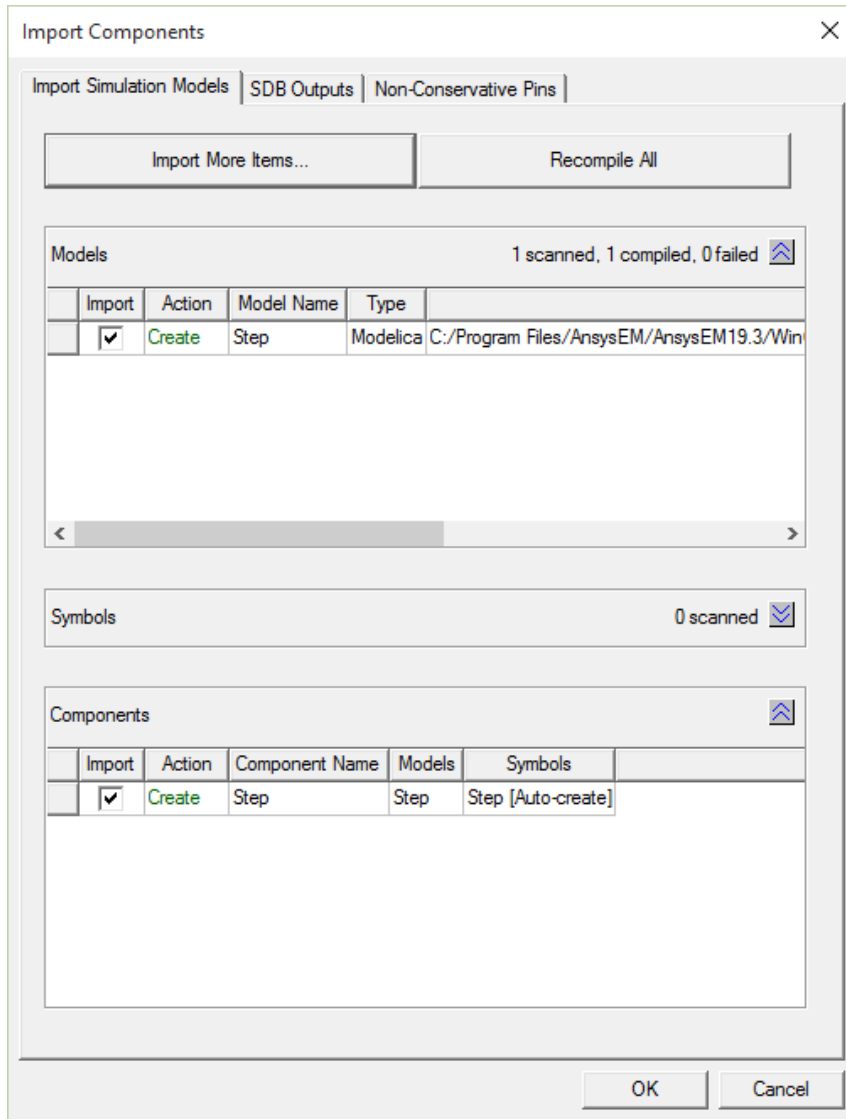 Import Components
Import Simulation Models SDB Outputs Non-Conservative Pins
Import More Items... Recompile All
Models 1 scanned, 1 compiled, 0 failed
Import Action Model Name Type
Create Step Modelica C:/Program Files/AnsysEM/AnsysEM19.3/Win
Symbols 0 scanned
Components
Import Action Component Name Models Symbols
Create Step Step Step [Auto-create]
OK Cancel